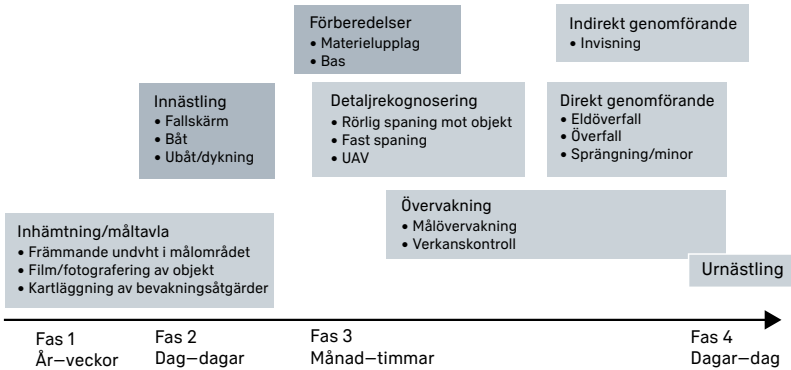 Förberedelser
• Materielupplag
• Bas
Indirekt genomförande
• Invisning
Innästling
• Fallskärm
• Båt
• Ubåt/dykning
Detaljrekognosering
• Rörlig spaning mot objekt
• Fast spaning
• UAV
Direkt genomförande
• Eldöverfall
• Överfall
• Sprängning/minor
Övervakning
• Målövervakning
• Verkanskontroll
Inhämtning/måltavla
• Främmande undvht i målområdet
• Film/fotografering av objekt
• Kartläggning av bevakningsåtgärder
Urnästling
Fas 1
År–veckor
Fas 2
Dag–dagar
Fas 3
Månad–timmar
Fas 4
Dagar–dag